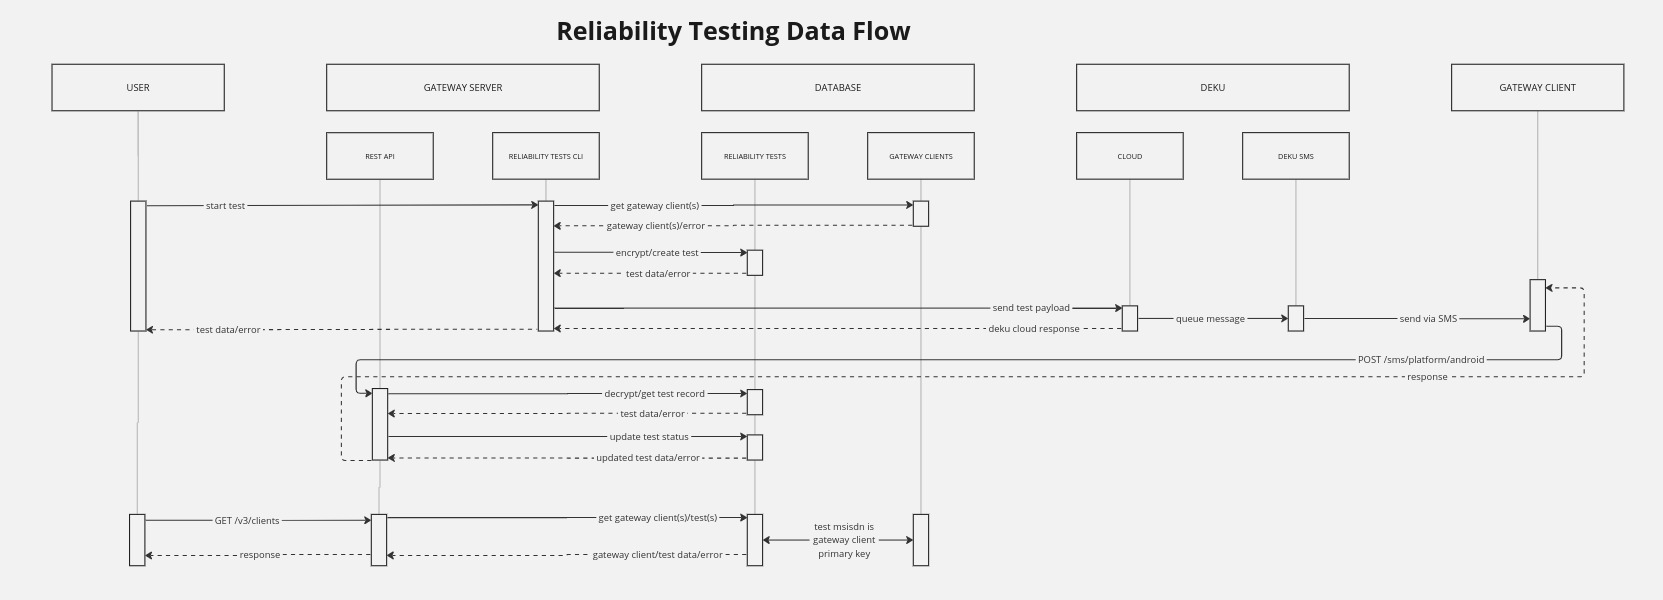 Reliability Testing Data Flow
USER
GATEWAY SERVER
DATABASE
DEKU
GATEWAY CLIENT
REST API
RELIABILITY TESTS CLI
RELIABILITY TESTS
GATEWAY CLIENTS
CLOUD
DEKU SMS
start test
get gateway client(s)
gateway client(s)/error
encrypt/create test
test data/error
send test payload
queue message
send via SMS
test data/error
deku cloud response
POST /sms/platform/android
response
decrypt/get test record
test data/error
update test status
updated test data/error
GET /v3/clients
get gateway client(s)/test(s)
test msisdn is
gateway client
primary key
response
gateway client/test data/error